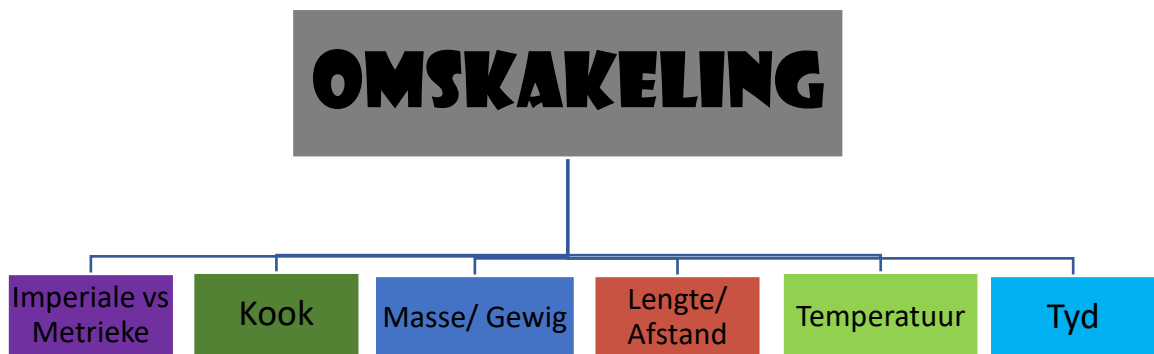 OMSKAKELING
Imperiale vs
Metrieke
Kook
Masse/ Gewig
Lengte/
Afstand
Temperatuur
Tyd